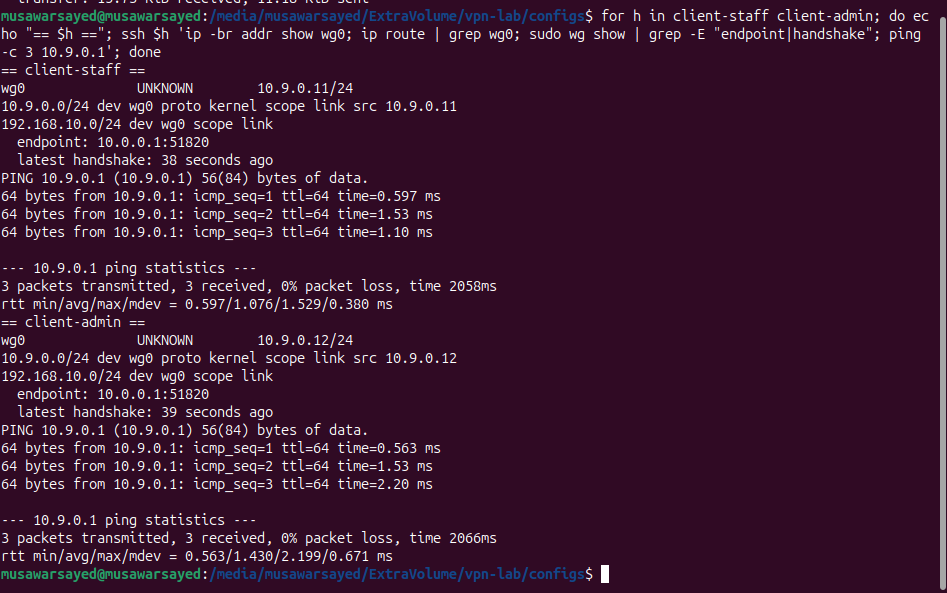 musawarsayed@musawarsayed:/media/musawarsayed/ExtraVolume/vpn-lab/configs$ for h in client-staff client-admin; do ec
ho "== $h =="; ssh $h 'ip -br addr show wg0; ip route | grep wg0; sudo wg show | grep -E "endpoint|handshake"; ping
-c 3 10.9.0.1'; done
== client-staff ==
wg0             UNKNOWN        10.9.0.11/24
10.9.0.0/24 dev wg0 proto kernel scope link src 10.9.0.11
192.168.10.0/24 dev wg0 scope link
  endpoint: 10.0.0.1:51820
  latest handshake: 38 seconds ago
PING 10.9.0.1 (10.9.0.1) 56(84) bytes of data.
64 bytes from 10.9.0.1: icmp_seq=1 ttl=64 time=0.597 ms
64 bytes from 10.9.0.1: icmp_seq=2 ttl=64 time=1.53 ms
64 bytes from 10.9.0.1: icmp_seq=3 ttl=64 time=1.10 ms

--- 10.9.0.1 ping statistics ---
3 packets transmitted, 3 received, 0% packet loss, time 2058ms
rtt min/avg/max/mdev = 0.597/1.076/1.529/0.380 ms
== client-admin ==
wg0             UNKNOWN        10.9.0.12/24
10.9.0.0/24 dev wg0 proto kernel scope link src 10.9.0.12
192.168.10.0/24 dev wg0 scope link
  endpoint: 10.0.0.1:51820
  latest handshake: 39 seconds ago
PING 10.9.0.1 (10.9.0.1) 56(84) bytes of data.
64 bytes from 10.9.0.1: icmp_seq=1 ttl=64 time=0.563 ms
64 bytes from 10.9.0.1: icmp_seq=2 ttl=64 time=1.53 ms
64 bytes from 10.9.0.1: icmp_seq=3 ttl=64 time=2.20 ms

--- 10.9.0.1 ping statistics ---
3 packets transmitted, 3 received, 0% packet loss, time 2066ms
rtt min/avg/max/mdev = 0.563/1.430/2.199/0.671 ms
musawarsayed@musawarsayed:/media/musawarsayed/ExtraVolume/vpn-lab/configs$